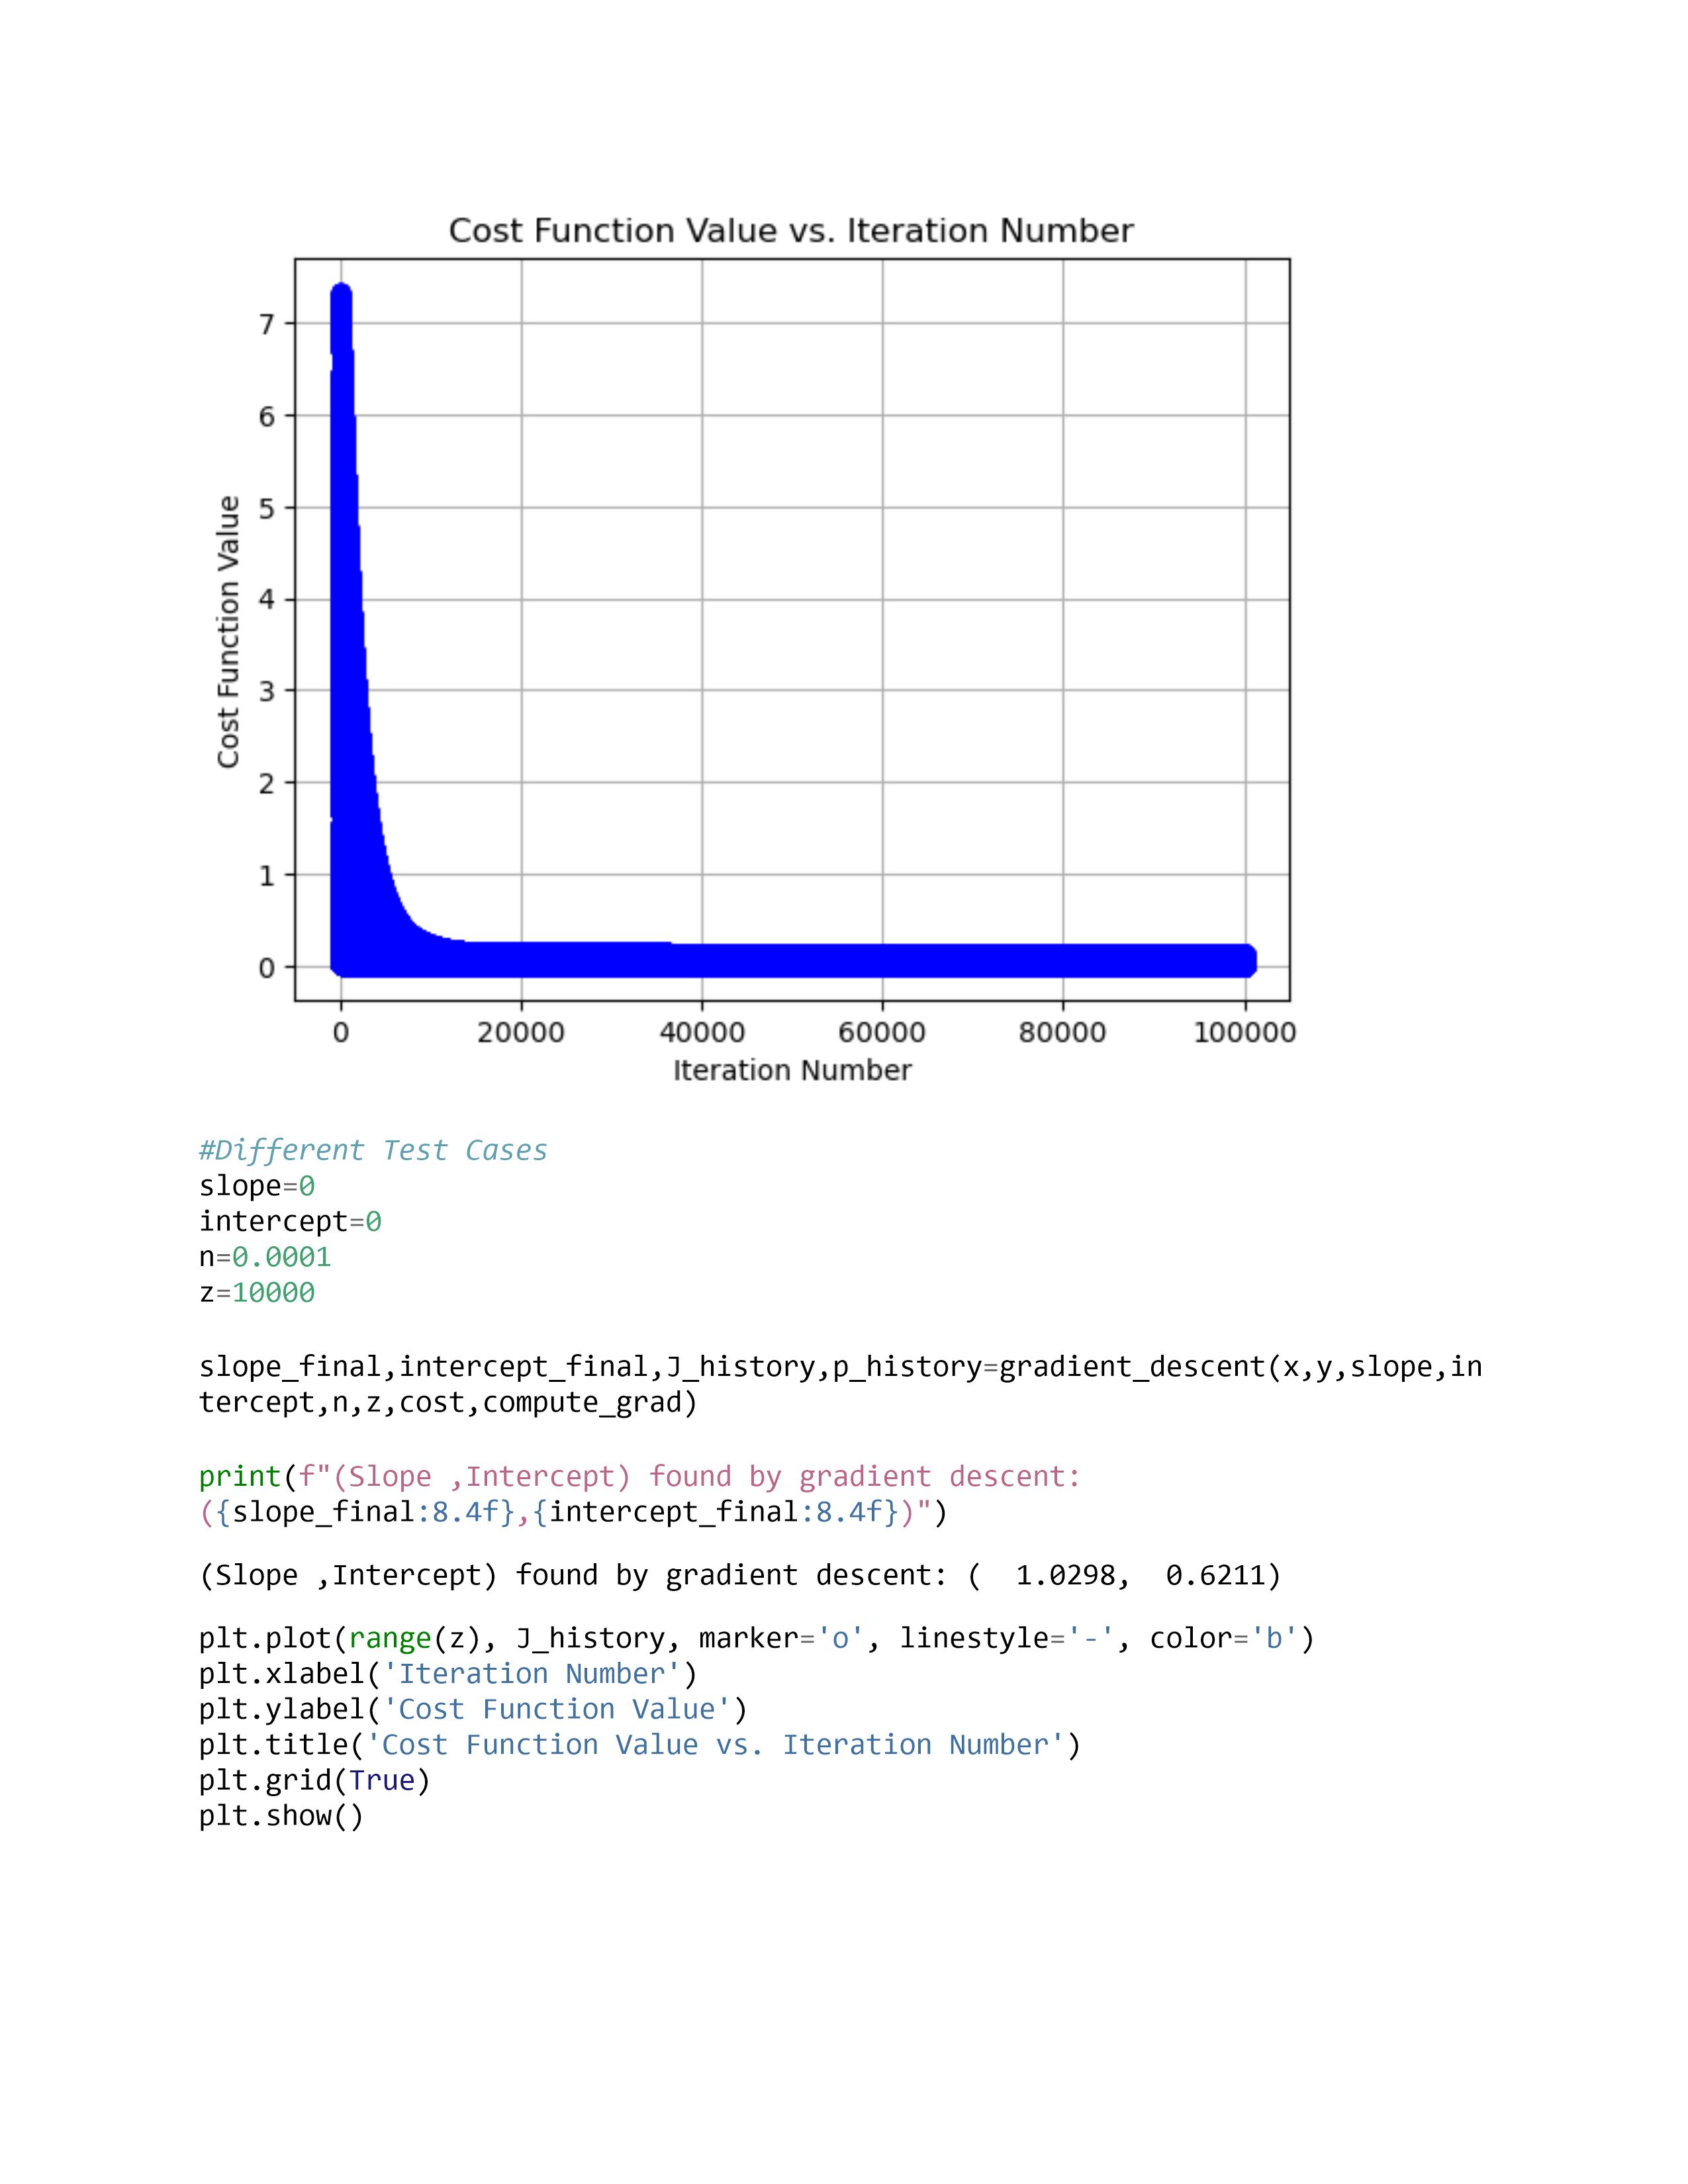 Cost Function Value vs. Iteration Number
7
6
5
4
3
2
1
0
Cost Function Value
0 20000 40000 60000 80000 100000
Iteration Number
#Different Test Cases
slope=0
intercept=0
n=0.0001
z=10000
slope_final,intercept_final,J_history,p_history=gradient_descent(x,y,slope,in
tercept,n,z,cost,compute_grad)
print(f"(Slope ,Intercept) found by gradient descent:
({slope_final:8.4f},{intercept_final:8.4f})")
(Slope ,Intercept) found by gradient descent: (  1.0298,  0.6211)
plt.plot(range(z), J_history, marker='o', linestyle='-', color='b')
plt.xlabel('Iteration Number')
plt.ylabel('Cost Function Value')
plt.title('Cost Function Value vs. Iteration Number')
plt.grid(True)
plt.show()